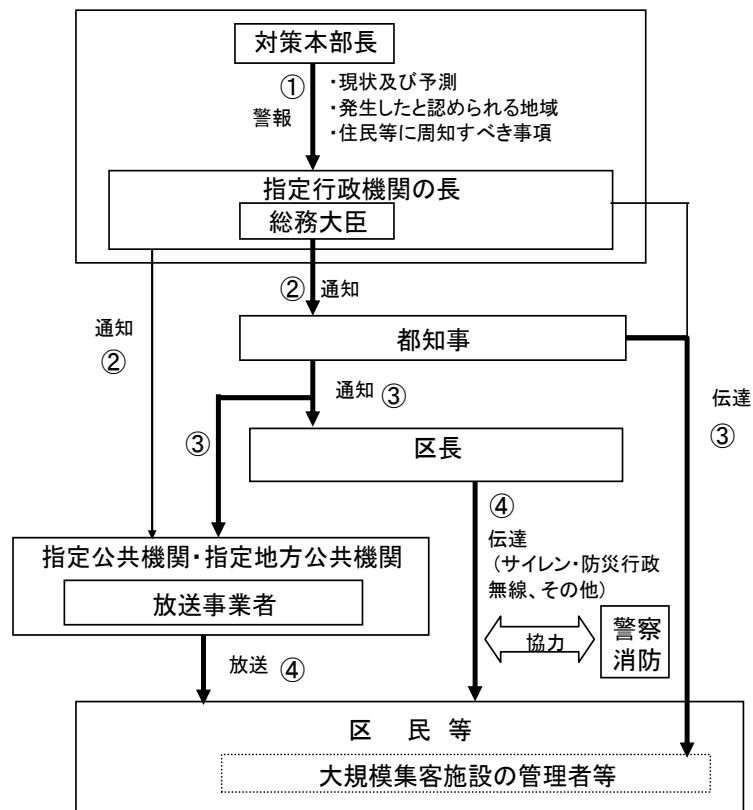 対策本部長
①
警報
・現状及び予測
・発生したと認められる地域
・住民等に周知すべき事項
指定行政機関の長
総務大臣
② 通知
通知
②
都知事
通知 ③
③
伝達
③
区長
④
伝達
（サイレン・防災行政
無線、その他）
指定公共機関・指定地方公共機関
放送事業者
協力
警察
消防
放送 ④
区 民 等
大規模集客施設の管理者等